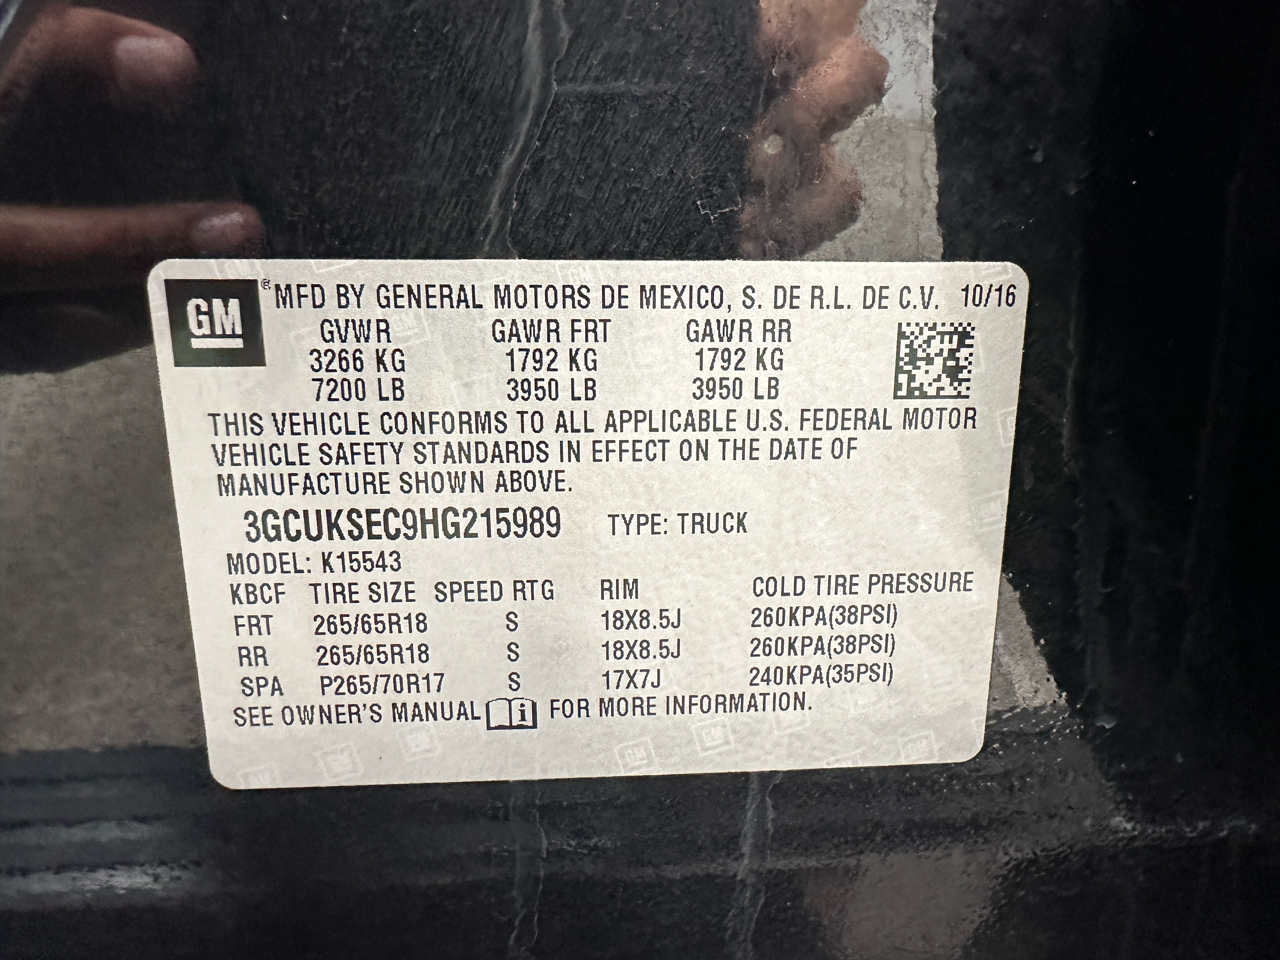 GM ® MFD BY GENERAL MOTORS DE MEXICO, S. DE R.L. DE C.V. 10/16
GVWR GAWR FRT GAWR RR
3266 KG 1792 KG 1792 KG
7200 LB 3950 LB 3950 LB
THIS VEHICLE CONFORMS TO ALL APPLICABLE U.S. FEDERAL MOTOR
VEHICLE SAFETY STANDARDS IN EFFECT ON THE DATE OF
MANUFACTURE SHOWN ABOVE.
3GCUKSEC9HG215989 TYPE: TRUCK
MODEL: K15543
KBCF TIRE SIZE SPEED RTG RIM COLD TIRE PRESSURE
FRT 265/65R18 S 18X8.5J 260KPA(38PSI)
RR 265/65R18 S 18X8.5J 260KPA(38PSI)
SPA P265/70R17 S 17X7J 240KPA(35PSI)
SEE OWNER'S MANUAL i FOR MORE INFORMATION.